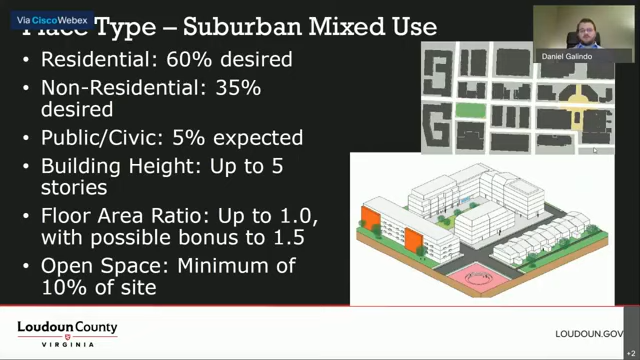 Via Cisco Webex
Place Type – Suburban Mixed Use
Daniel Galindo
• Residential: 60% desired
• Non-Residential: 35%
desired
• Public/Civic: 5% expected
• Building Height: Up to 5
stories
• Floor Area Ratio: Up to 1.0,
with possible bonus to 1.5
• Open Space: Minimum of
10% of site
Loudoun County
VIRGINIA
LOUDOUN.GOV
+2